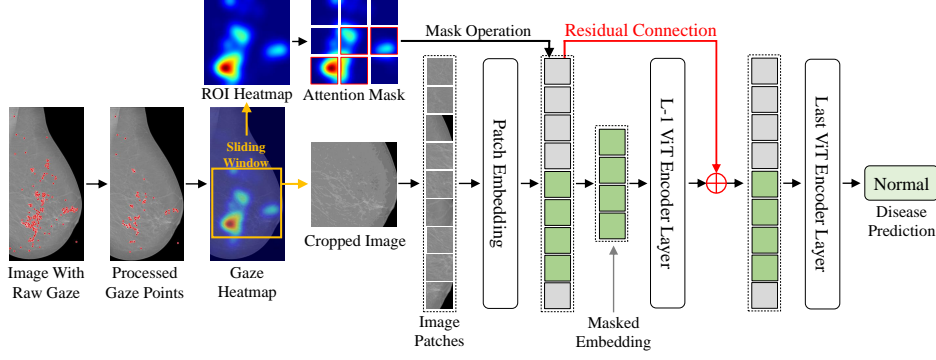 Mask Operation
Residual Connection
ROI Heatmap
Attention Mask
Sliding
Window
Patch Embedding
L-1 ViT Encoder
Layer
Last ViT Encoder
Layer
Normal
Disease
Prediction
Cropped Image
Image With
Raw Gaze
Processed
Gaze Points
Gaze
Heatmap
Image
Patches
Masked
Embedding